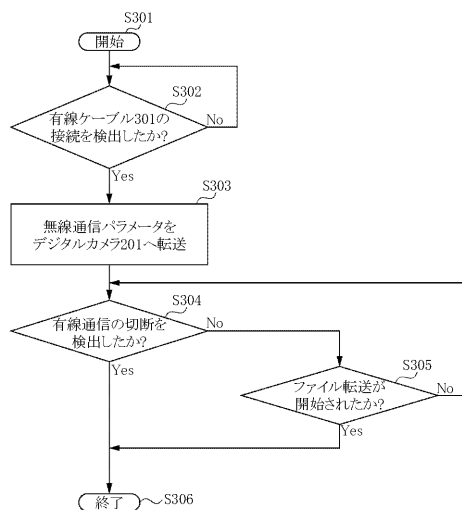 S301
開始
S302
有線ケーブル301の
接続を検出したか?
No
Yes
S303
無線通信パラメータを
デジタルカメラ201へ転送
S304
有線通信の切断を
検出したか?
No
Yes
S305
ファイル転送が
開始されたか?
No
Yes
終了
S306